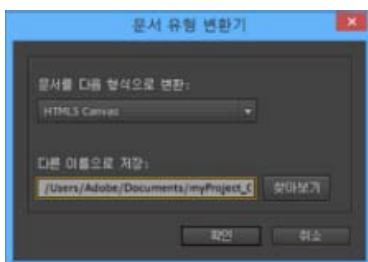 문서 유형 변환기
문서를 다음 형식으로 변환:
HTML5 Canvas
다른 이름으로 저장:
/Users/Adobe/Documents/myProject_C
찾아보기
확인
취소